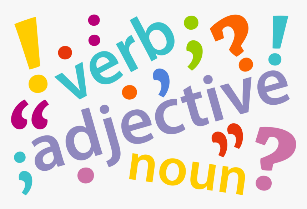 ! : verb ; ? !
“ adjective
; : noun ” ?